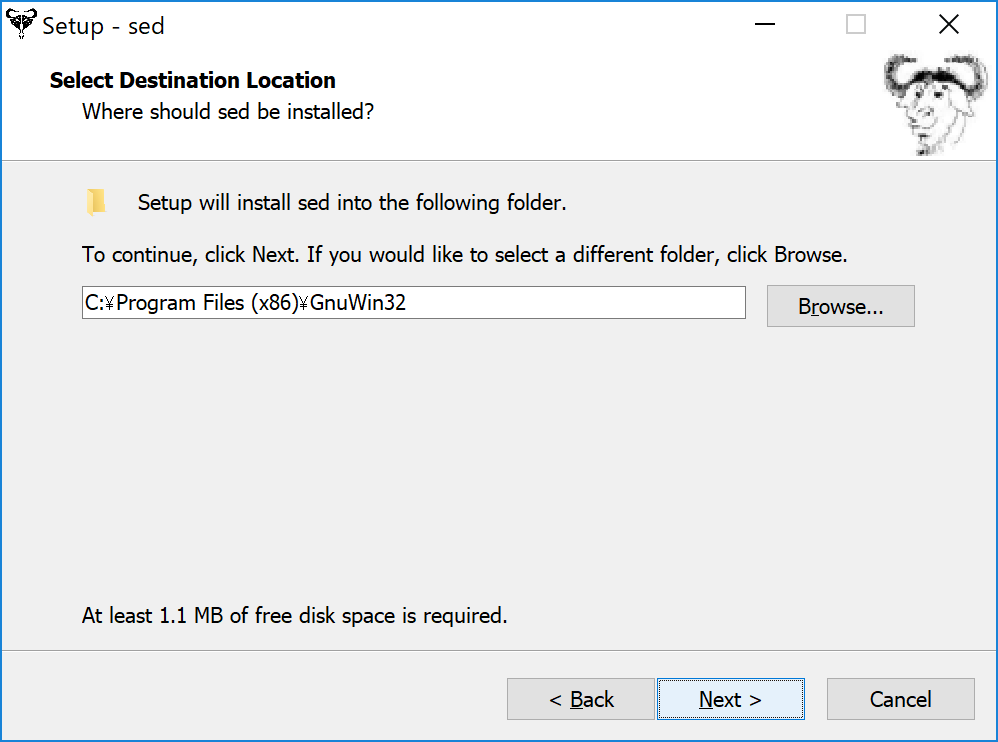 Setup - sed
Select Destination Location
Where should sed be installed?
Setup will install sed into the following folder.
To continue, click Next. If you would like to select a different folder, click Browse.
C:¥Program Files (x86)¥GnuWin32
Browse...
At least 1.1 MB of free disk space is required.
< Back
Next >
Cancel